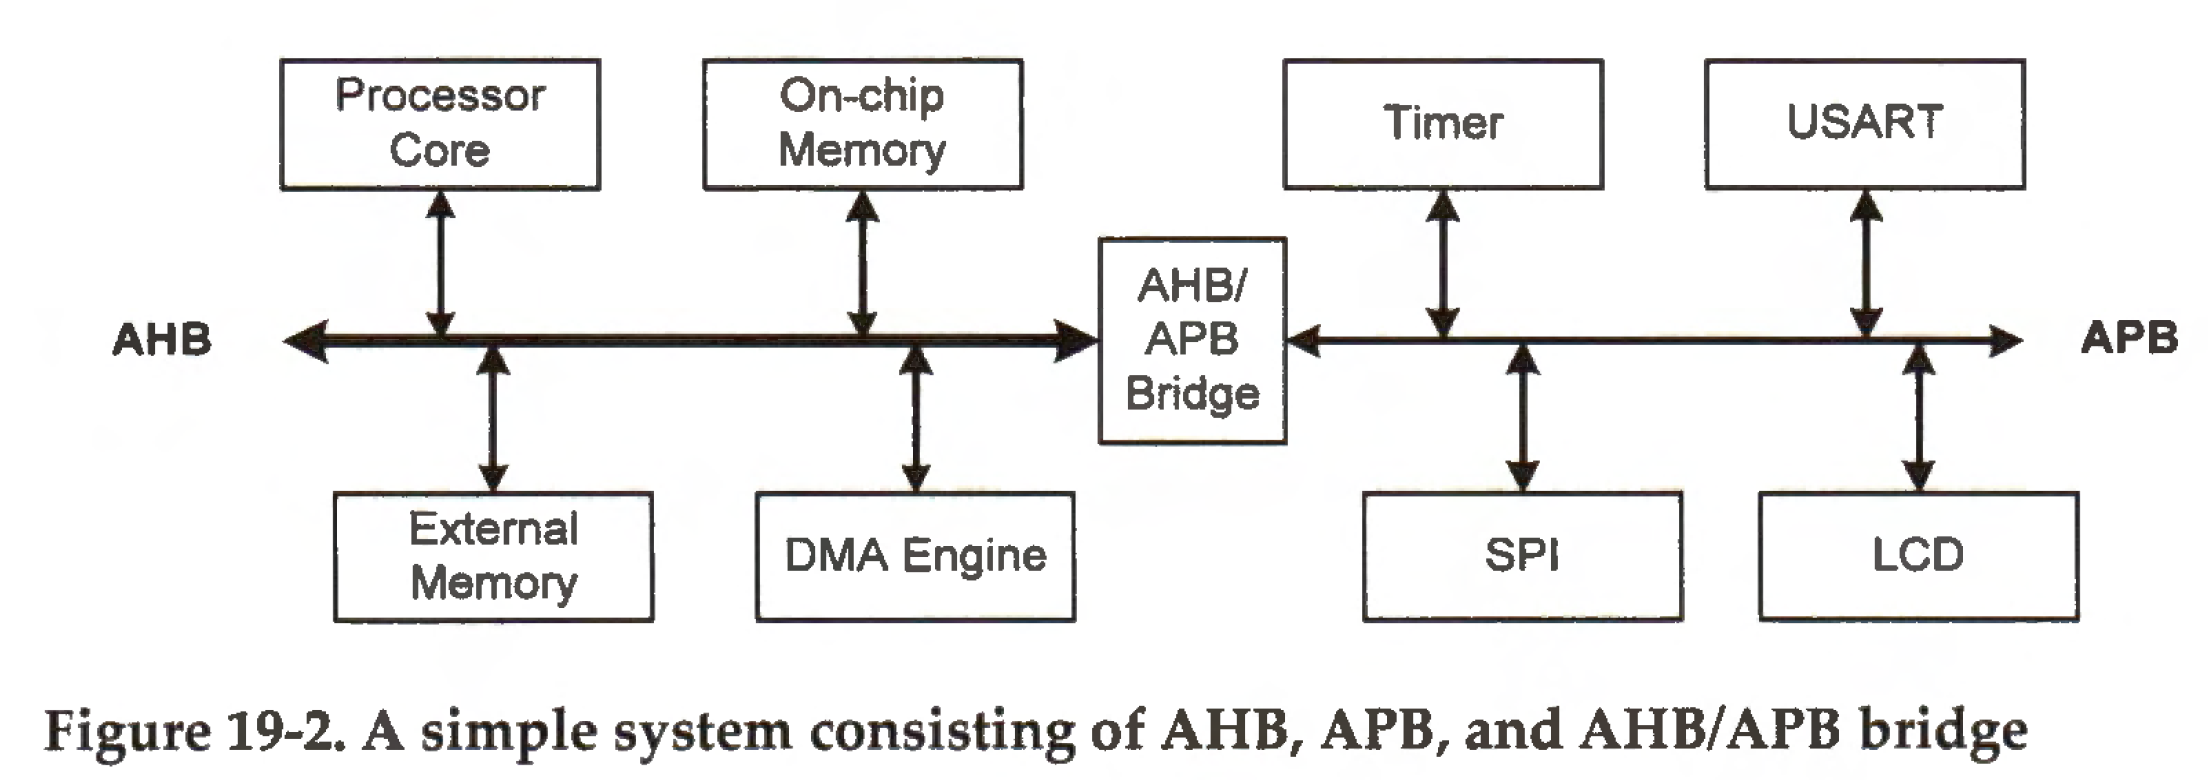 Processor
Core
On-chip
Memory
Timer
USART
AHB
AHB/
APB
Bridge
APB
External
Memory
DMA Engine
SPI
LCD
Figure 19-2. A simple system consisting of AHB, APB, and AHB/APB bridge